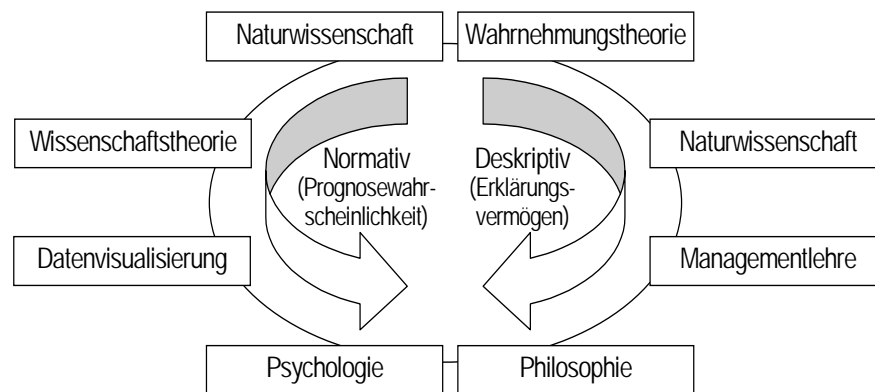 Naturwissenschaft
Wahrnehmungstheorie
Wissenschaftstheorie
Naturwissenschaft
Normativ
(Prognosewahr-
scheinlichkeit)
Deskriptiv
(Erklärungs-
vermögen)
Datenvisualisierung
Managementlehre
Psychologie
Philosophie